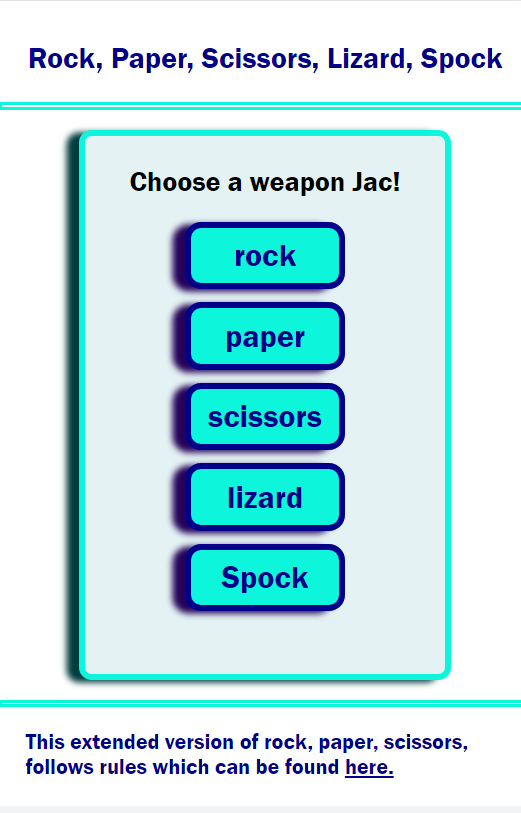 Rock, Paper, Scissors, Lizard, Spock
Choose a weapon Jac!
rock
paper
scissors
lizard
Spock
This extended version of rock, paper, scissors,
follows rules which can be found here.